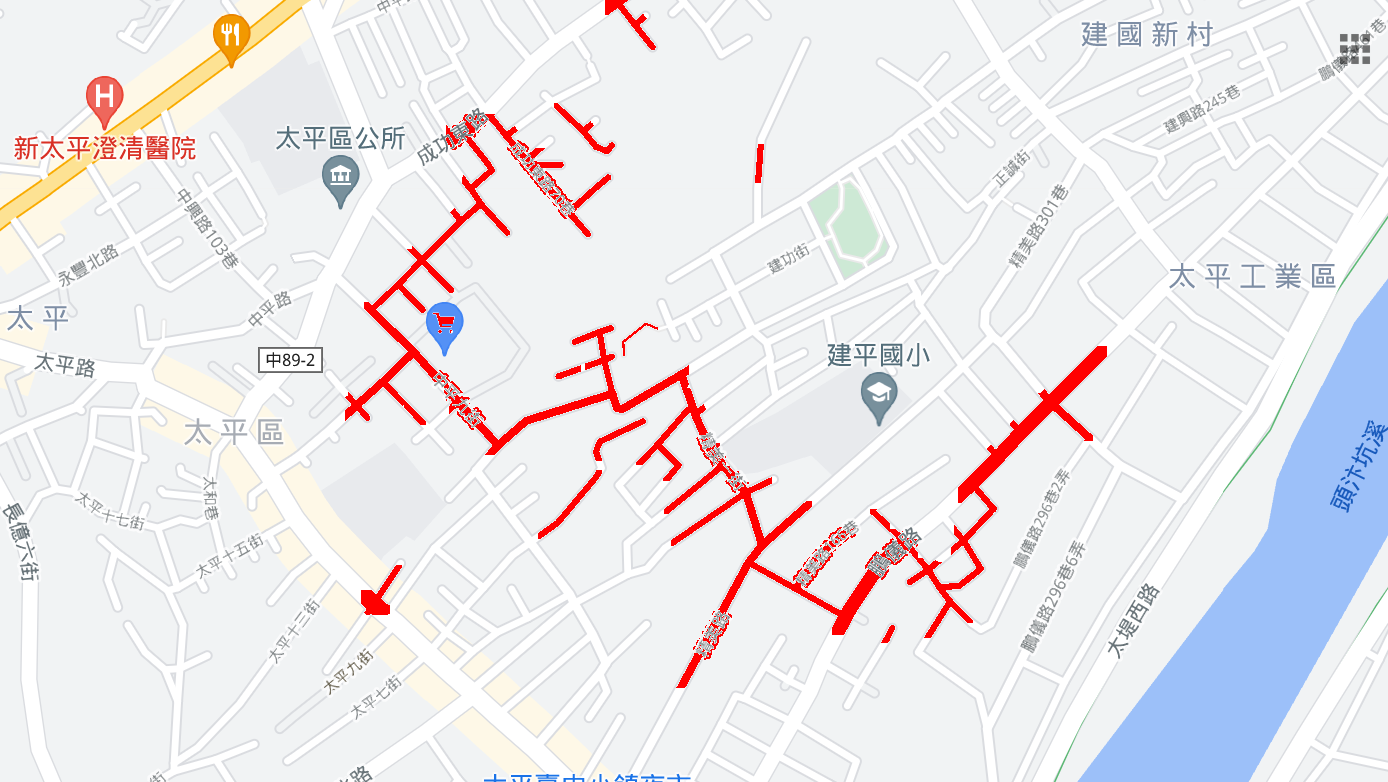 建國新村
建興路245巷
新太平澄清醫院
太平區公所
成功東路
正誠街
中興路103巷
精美路301巷
永豐北路
建功街
太平工業區
中平路
太平
太平路
中89-2
建平國小
太平區
頭汴坑溪
太和巷
太平十七街
長億六街
太平十五街
鵬儀路296巷2弄
鵬儀路
鵬儀路296巷6弄
太平十三街
太堤西路
太平九街
太平七街